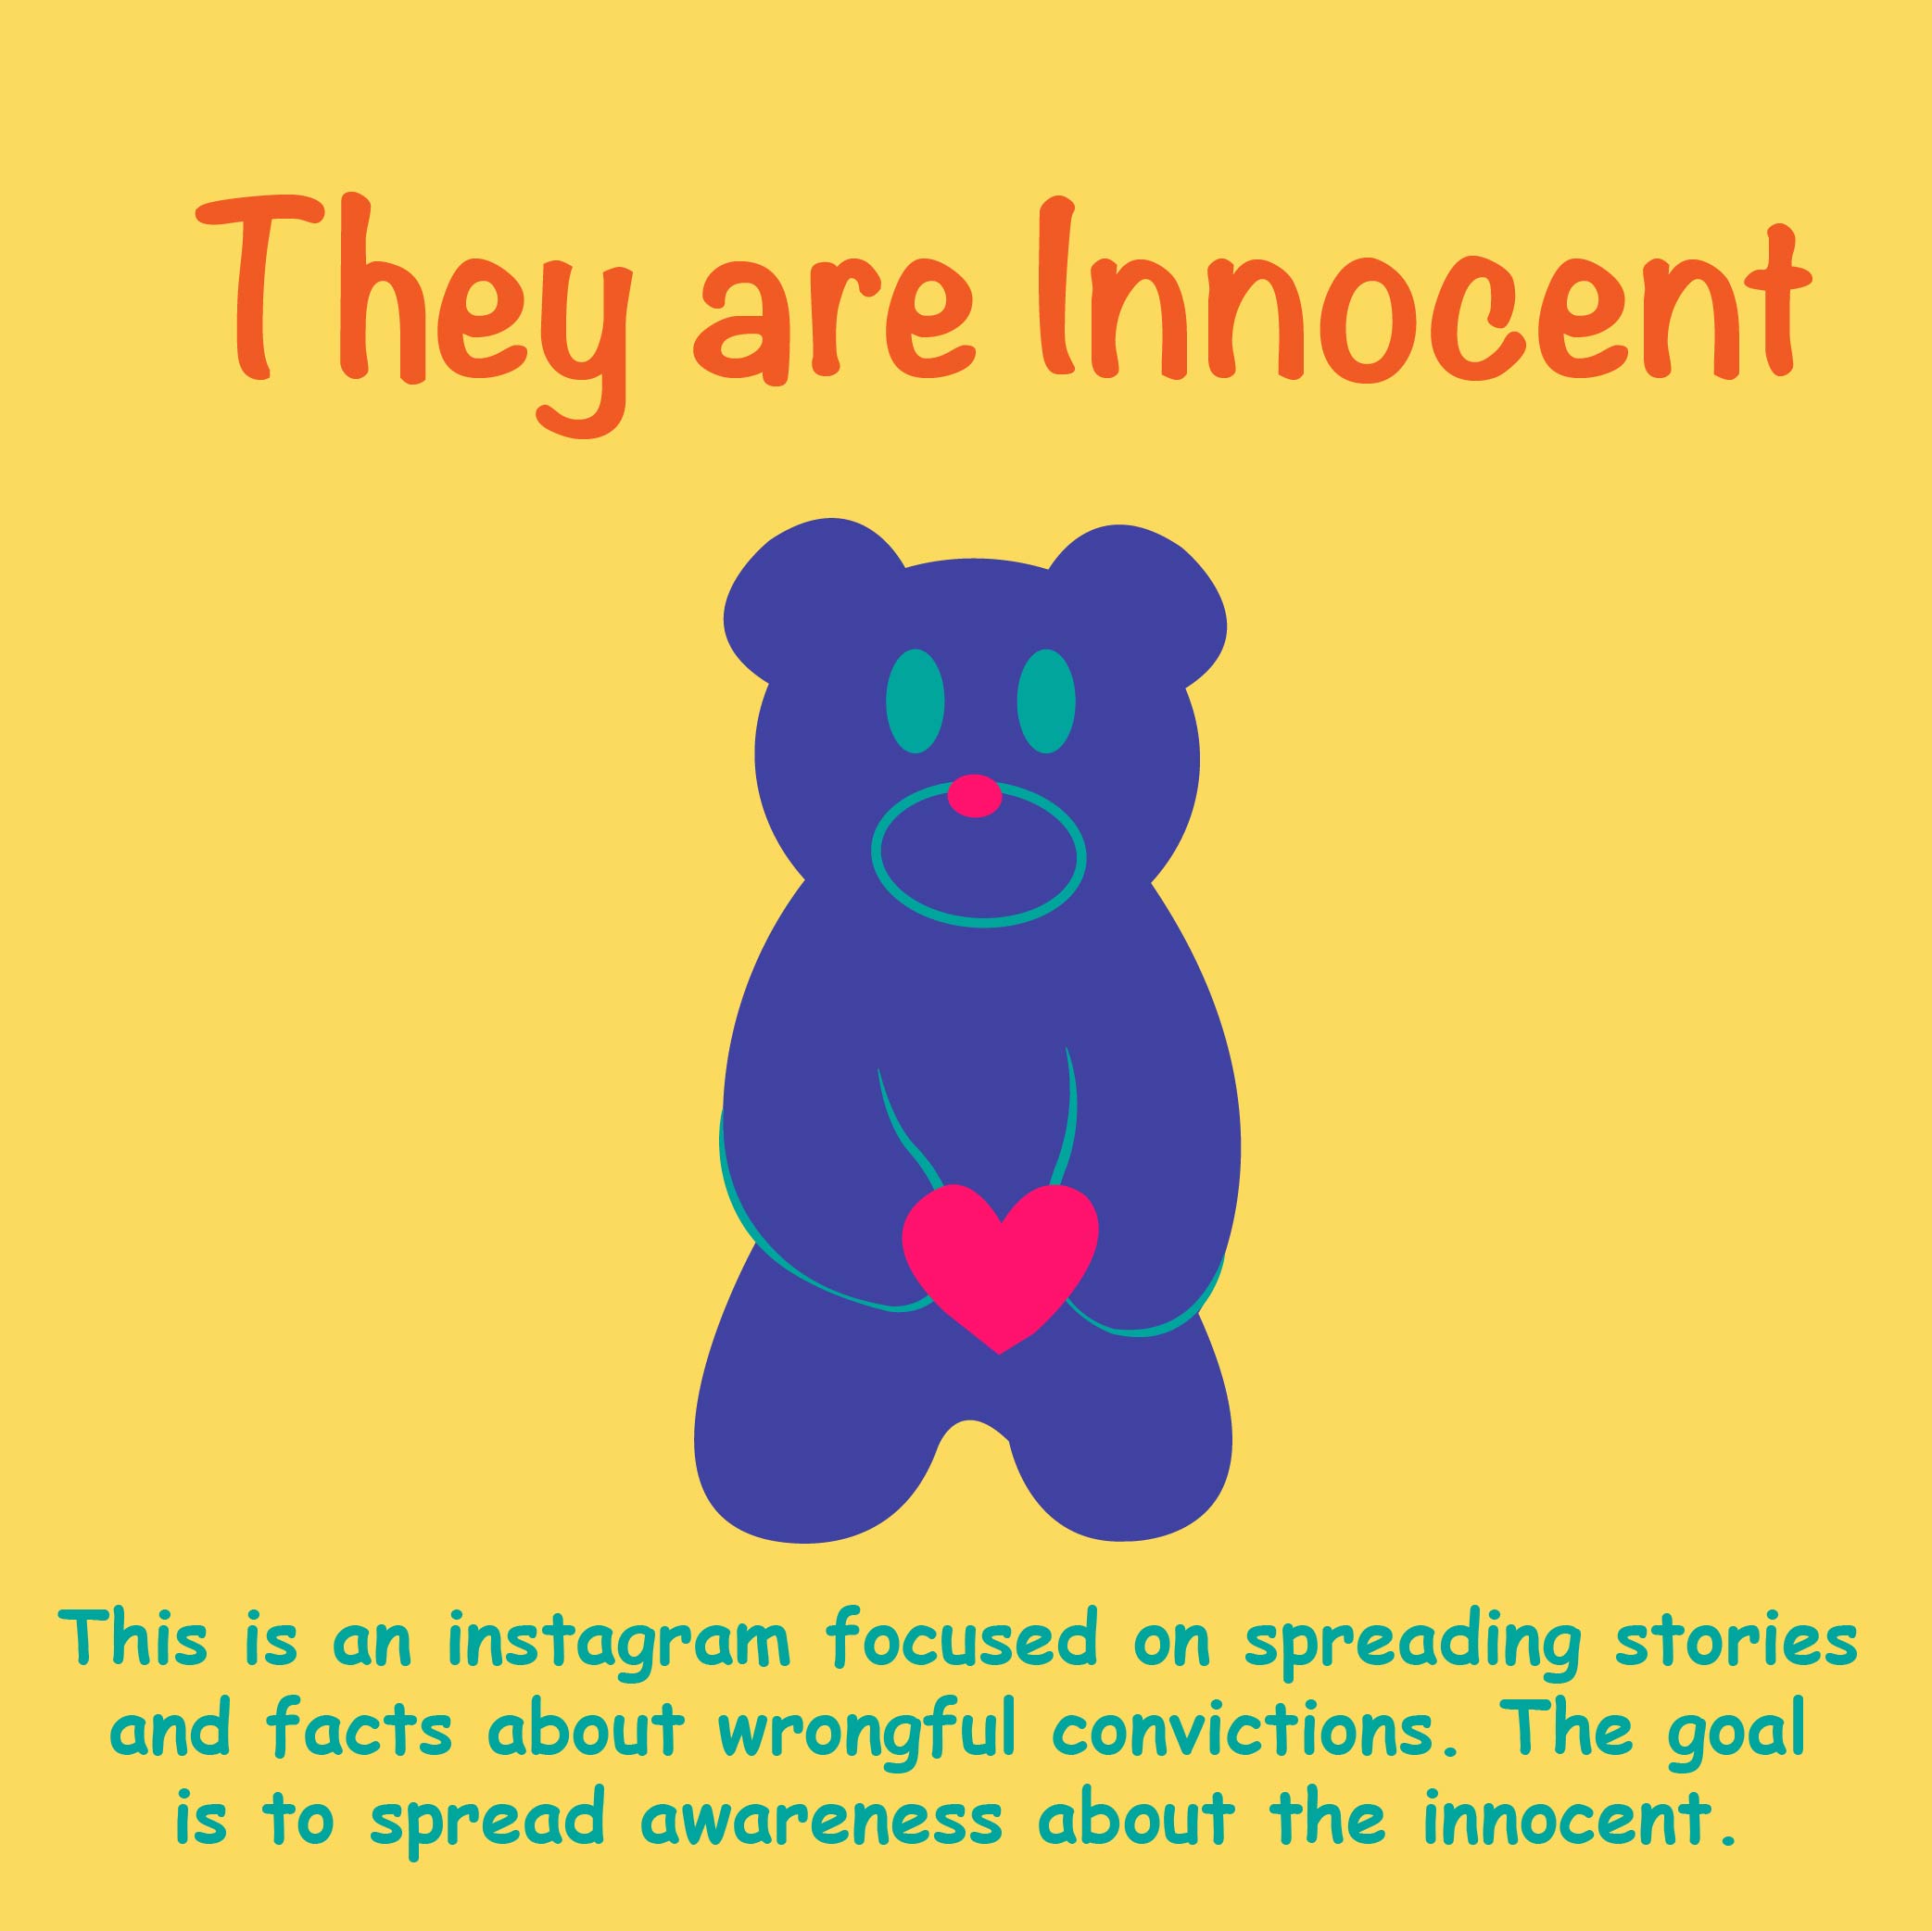 They are Innocent
This is an instagram focused on spreading stories
and facts about wrongful convictions. The goal
is to spread awareness about the innocent.